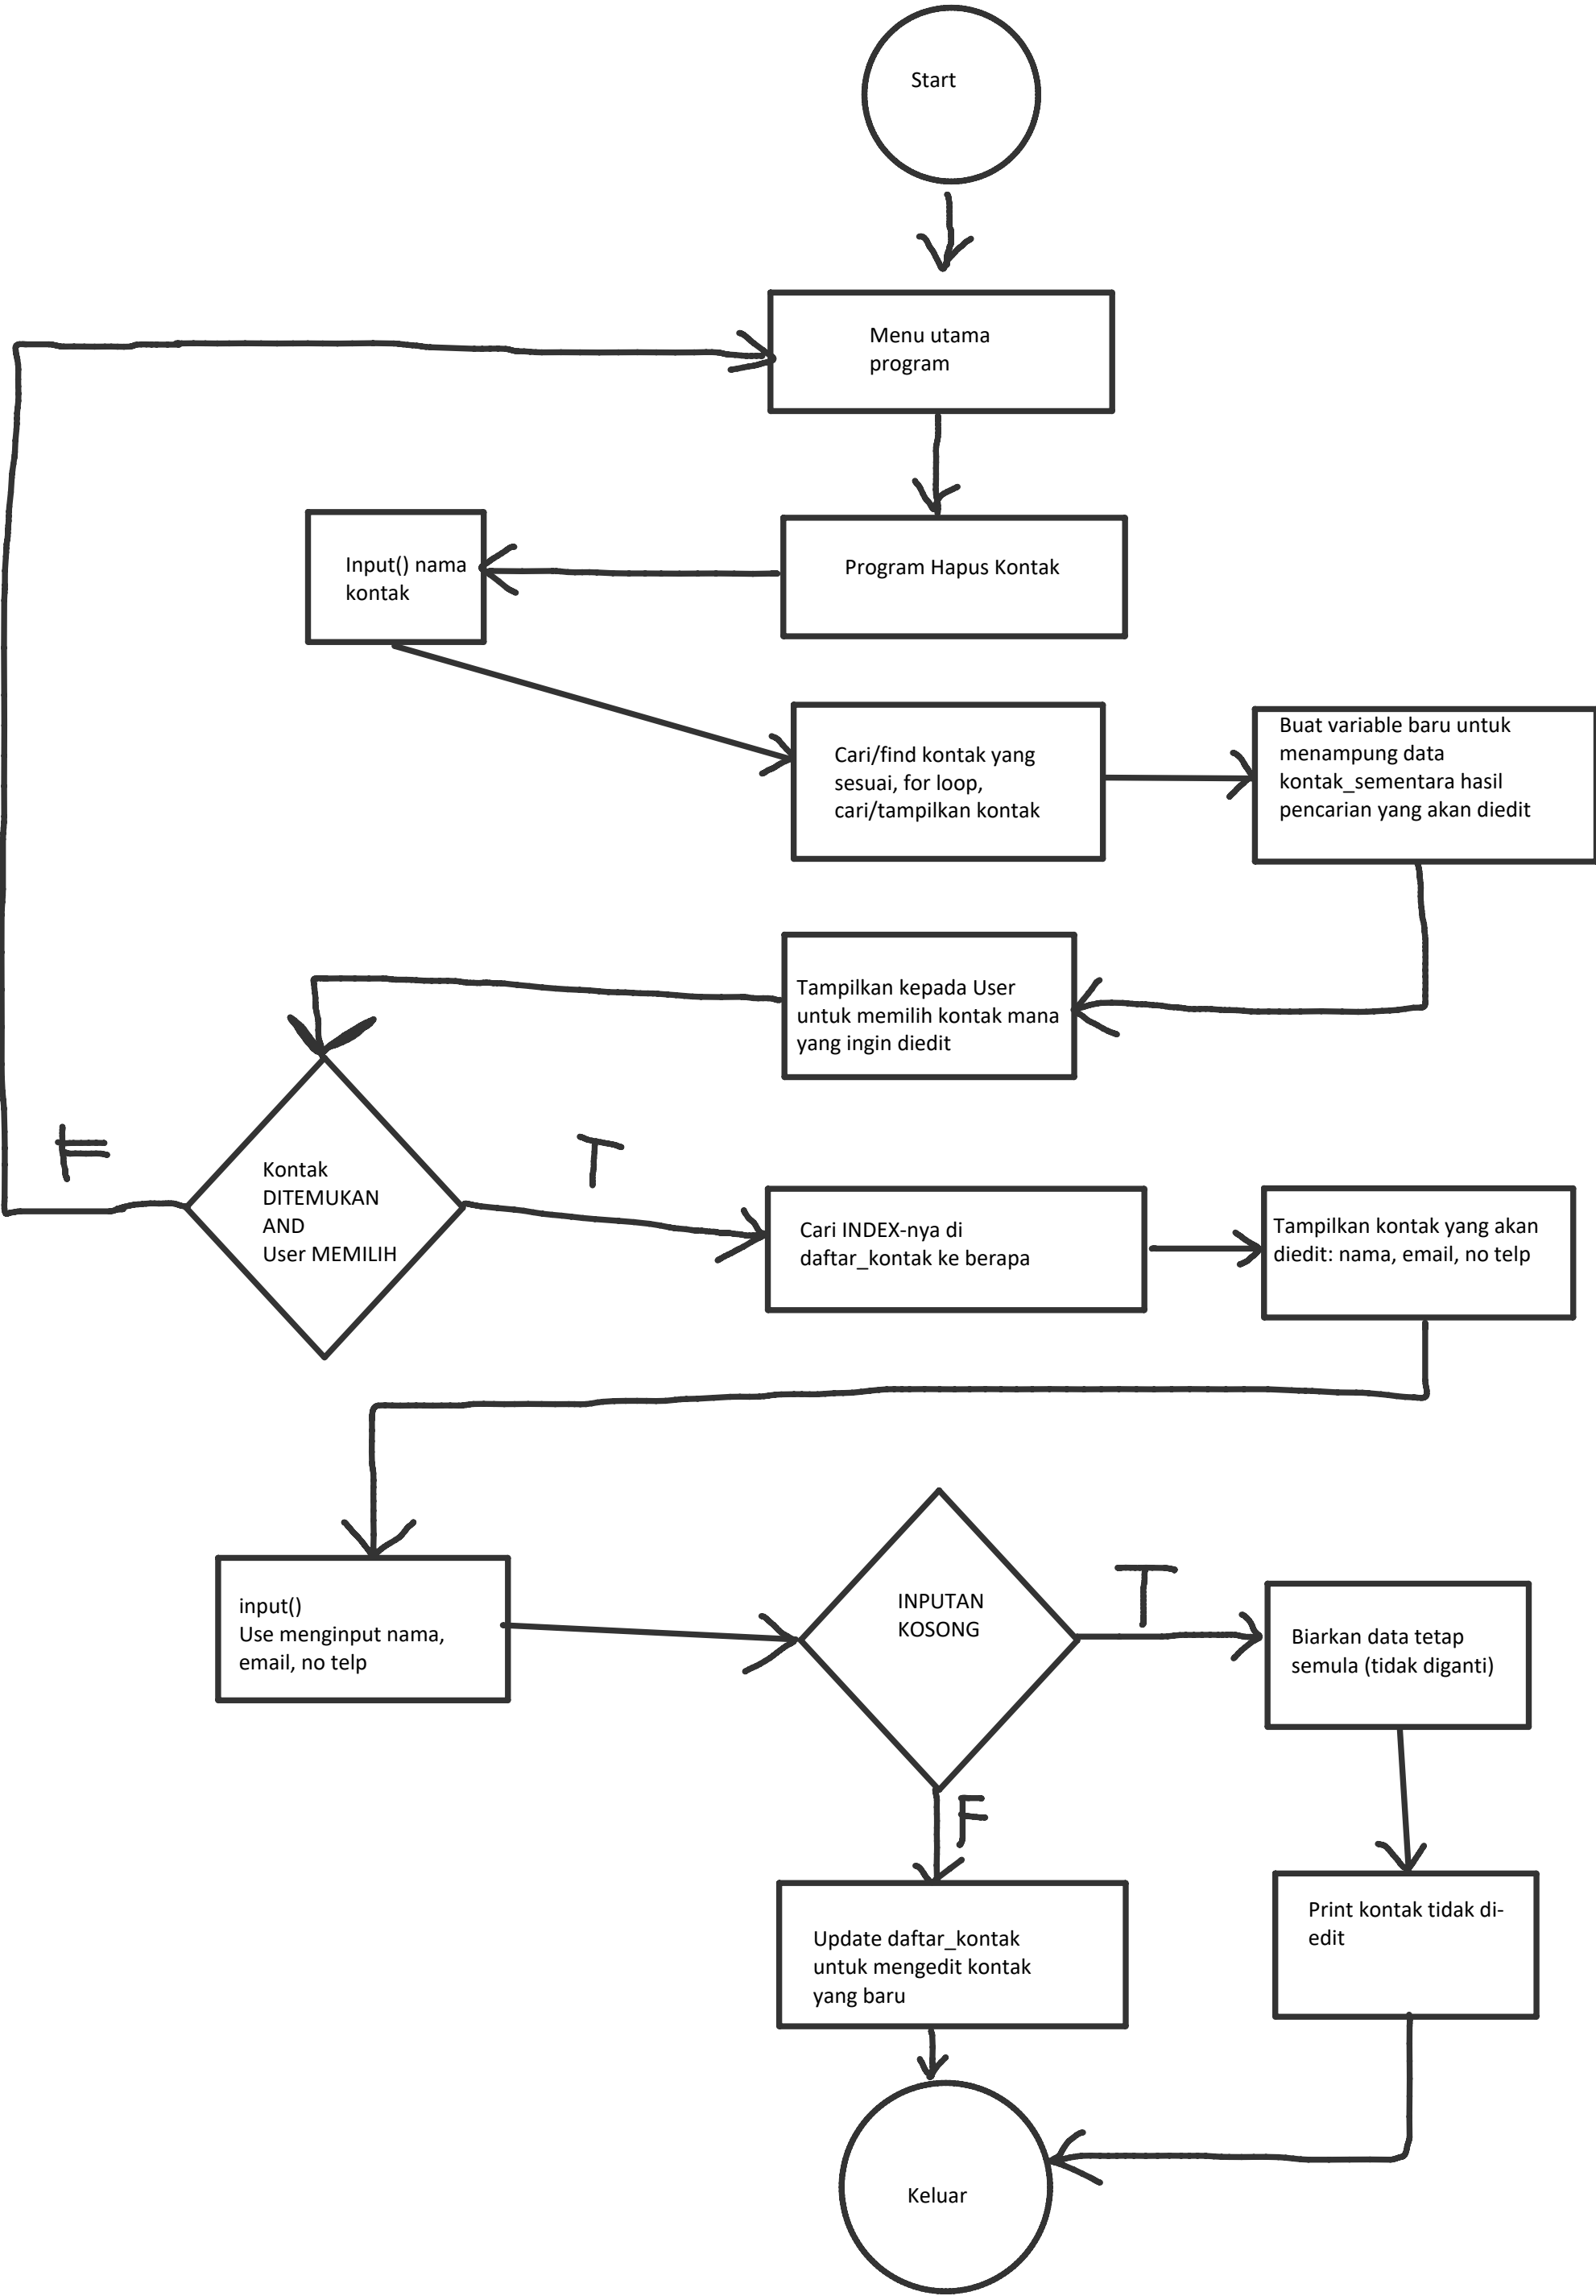 Start
Menu utama
program
Program Hapus Kontak
Input() nama
kontak
Cari/find kontak yang
sesuai, for loop,
cari/tampilkan kontak
Buat variable baru untuk
menampung data
kontak_sementara hasil
pencarian yang akan diedit
Tampilkan kepada User
untuk memilih kontak mana
yang ingin diedit
Kontak
DITEMUKAN
AND
User MEMILIH
F
T
Cari INDEX-nya di
daftar_kontak ke berapa
Tampilkan kontak yang akan
diedit: nama, email, no telp
input()
Use menginput nama,
email, no telp
INPUTAN
KOSONG
T
Biarkan data tetap
semula (tidak diganti)
F
Update daftar_kontak
untuk mengedit kontak
yang baru
Print kontak tidak di-
edit
Keluar